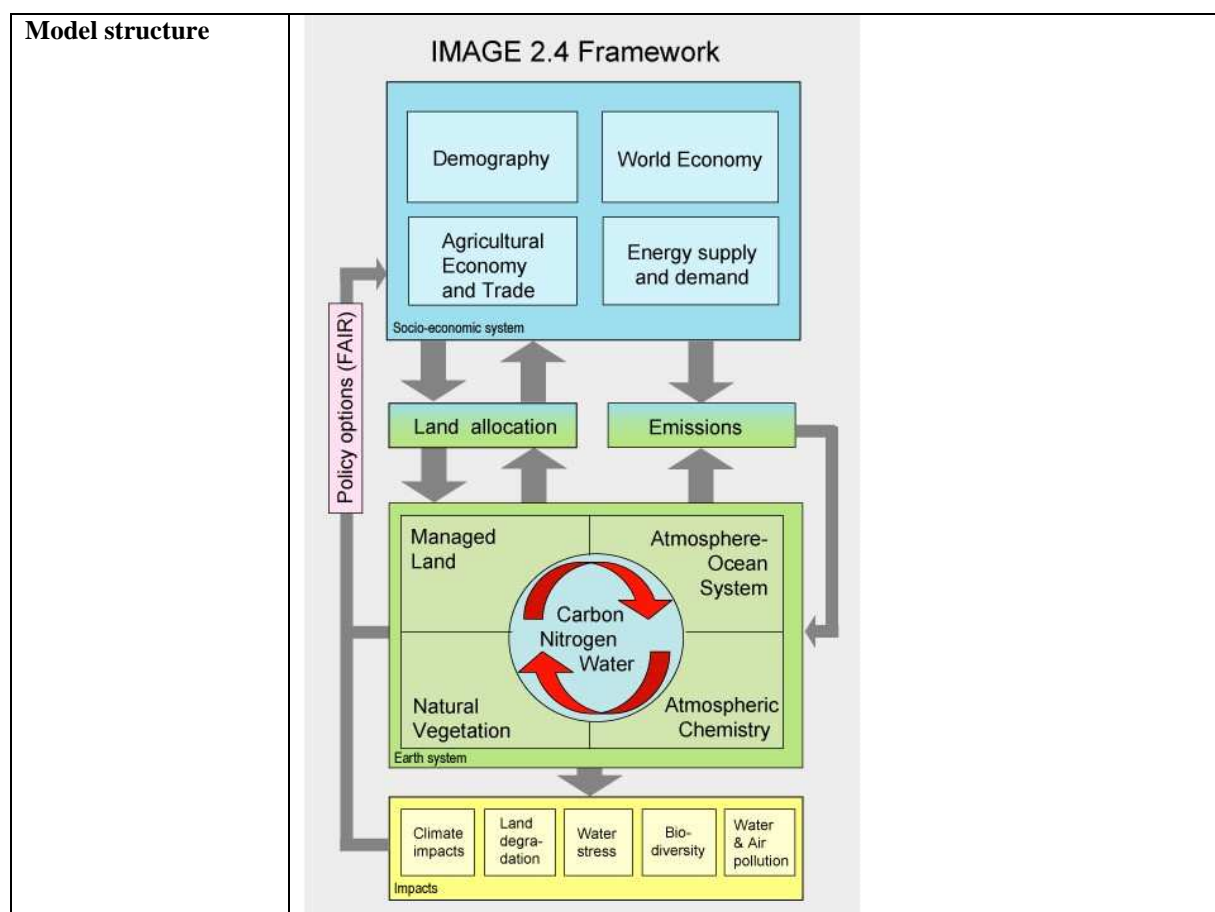 Model structure
IMAGE 2.4 Framework
Demography
World Economy
Agricultural
Economy
and Trade
Energy supply
and demand
Socio-economic system
Policy options (FAIR)
Land allocation
Emissions
Managed
Land
Atmosphere-
Ocean
System
Carbon
Nitrogen
Water
Natural
Vegetation
Atmospheric
Chemistry
Earth system
Climate
impacts
Land
degra-
dation
Water
stress
Bio-
diversity
Water
& Air
pollution
Impacts